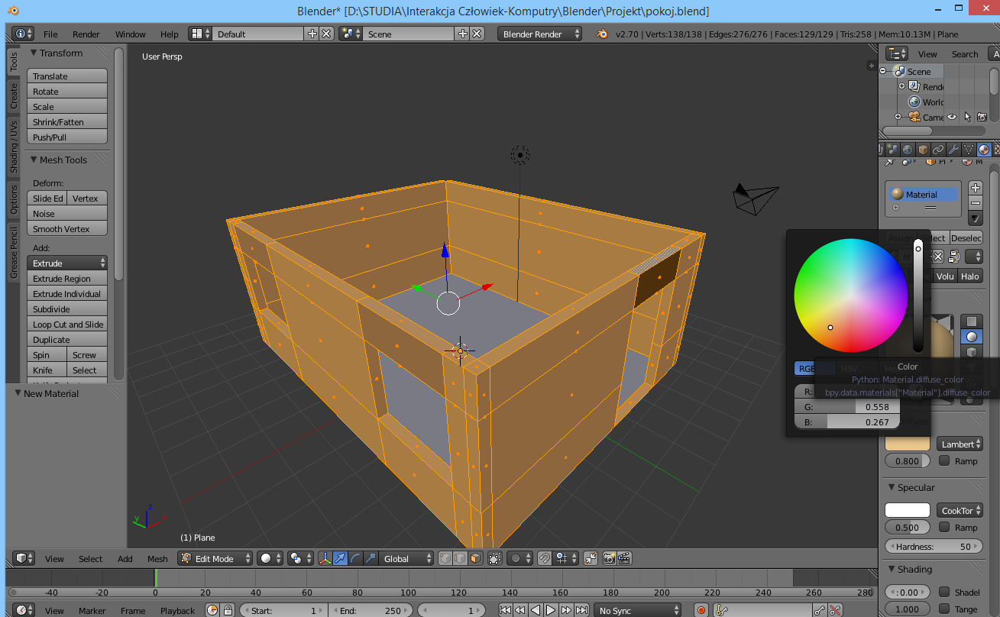 Blender* [D:\STUDIA\Interakcja Człowiek-Komputry\Blender\Projekt\pokoj.blend]
File Render Window Help Default Scene Blender Render v2.70 | Verts:138/138 | Edges:276/276 | Faces:129/129 | Tris:258 | Mem:10.13M | Plane
Tools
Create
Shading / UVs
Options
Grease Pencil
Transform
Translate
Rotate
Scale
Shrink/Fatten
Push/Pull
Mesh Tools
Deform:
Slide Ed Vertex
Noise
Smooth Vertex
Add:
Extrude
Extrude Region
Extrude Individual
Subdivide
Loop Cut and Slide
Duplicate
Spin Screw
Knife Select
New Material
User Persp
z
y
x
(1) Plane
View Search A
Scene
Rende
World
Came
Material
Assign Select Deselec
Volu Halo
RGB HSV He
Color
Python: Material.diffuse_color
bpy.data.materials["Material"].diffuse_color
R:
G: 0.558
B: 0.267
Lambert
0.800 Ramp
Specular
CookTor
0.500 Ramp
Hardness: 50
Shading
: 0.00 Shadel
1.000 Tange
View Select Add Mesh Edit Mode Global
-40 -20 0 20 40 60 80 100 120 140 160 180 200 220 240 260 280
View Marker Frame Playback Start: 1 End: 250 1 No Sync